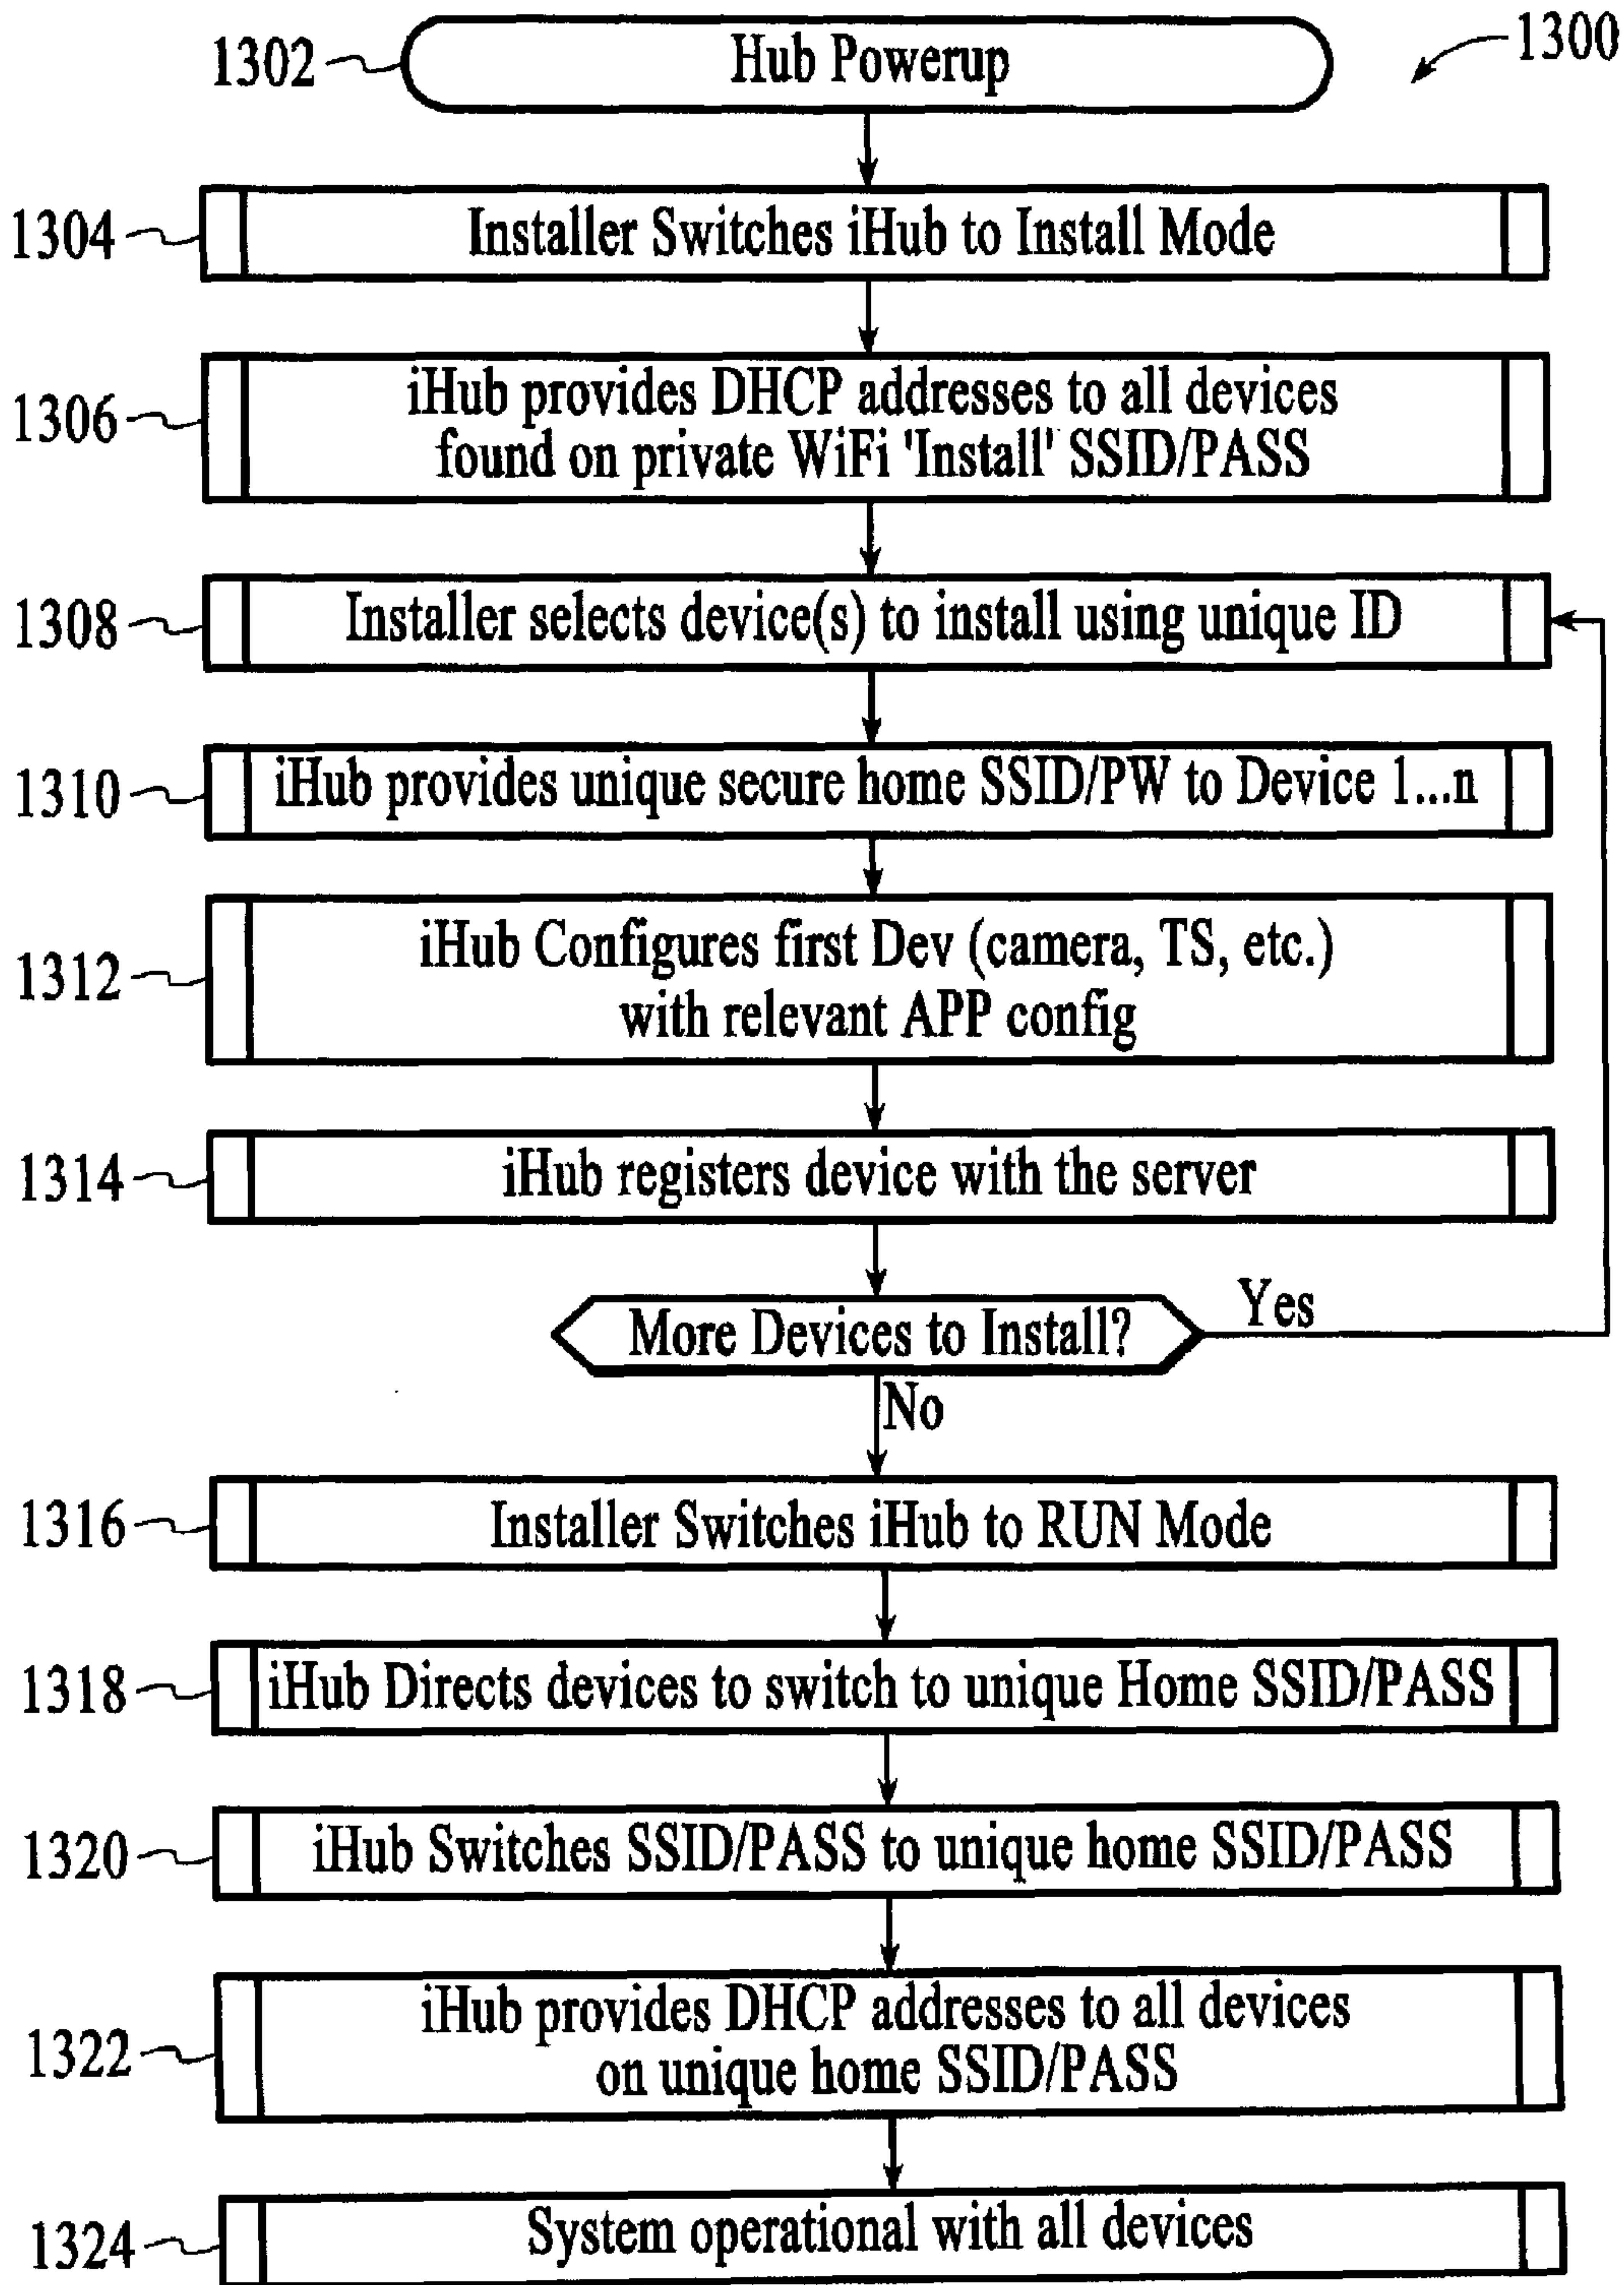 1300
1302
Hub Powerup
1304
Installer Switches iHub to Install Mode
1306
iHub provides DHCP addresses to all devices
found on private WiFi 'Install' SSID/PASS
1308
Installer selects device(s) to install using unique ID
1310
iHub provides unique secure home SSID/PW to Device 1...n
1312
iHub Configures first Dev (camera, TS, etc.)
with relevant APP config
1314
iHub registers device with the server
More Devices to Install?
Yes
No
1316
Installer Switches iHub to RUN Mode
1318
iHub Directs devices to switch to unique Home SSID/PASS
1320
iHub Switches SSID/PASS to unique home SSID/PASS
1322
iHub provides DHCP addresses to all devices
on unique home SSID/PASS
1324
System operational with all devices